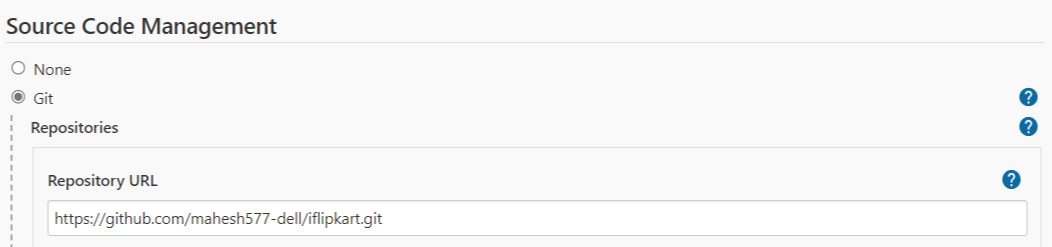 Source Code Management
None
Git
?
Repositories
?
Repository URL
?
https://github.com/mahesh577-dell/iflipkart.git